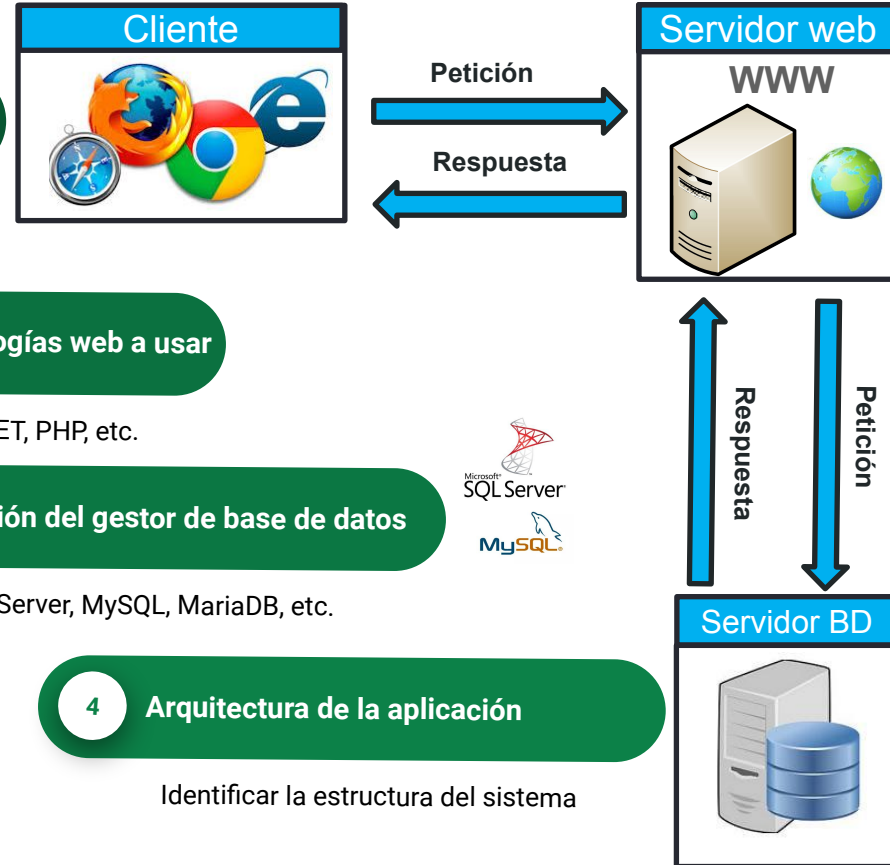 Cliente
Servidor web
Petición
WWW
Respuesta
ogías web a usar
ET, PHP, etc.
Respuesta
Petición
Microsoft
SQL Server
ión del gestor de base de datos
MySQL
Server, MySQL, MariaDB, etc.
Servidor BD
4 Arquitectura de la aplicación
Identificar la estructura del sistema